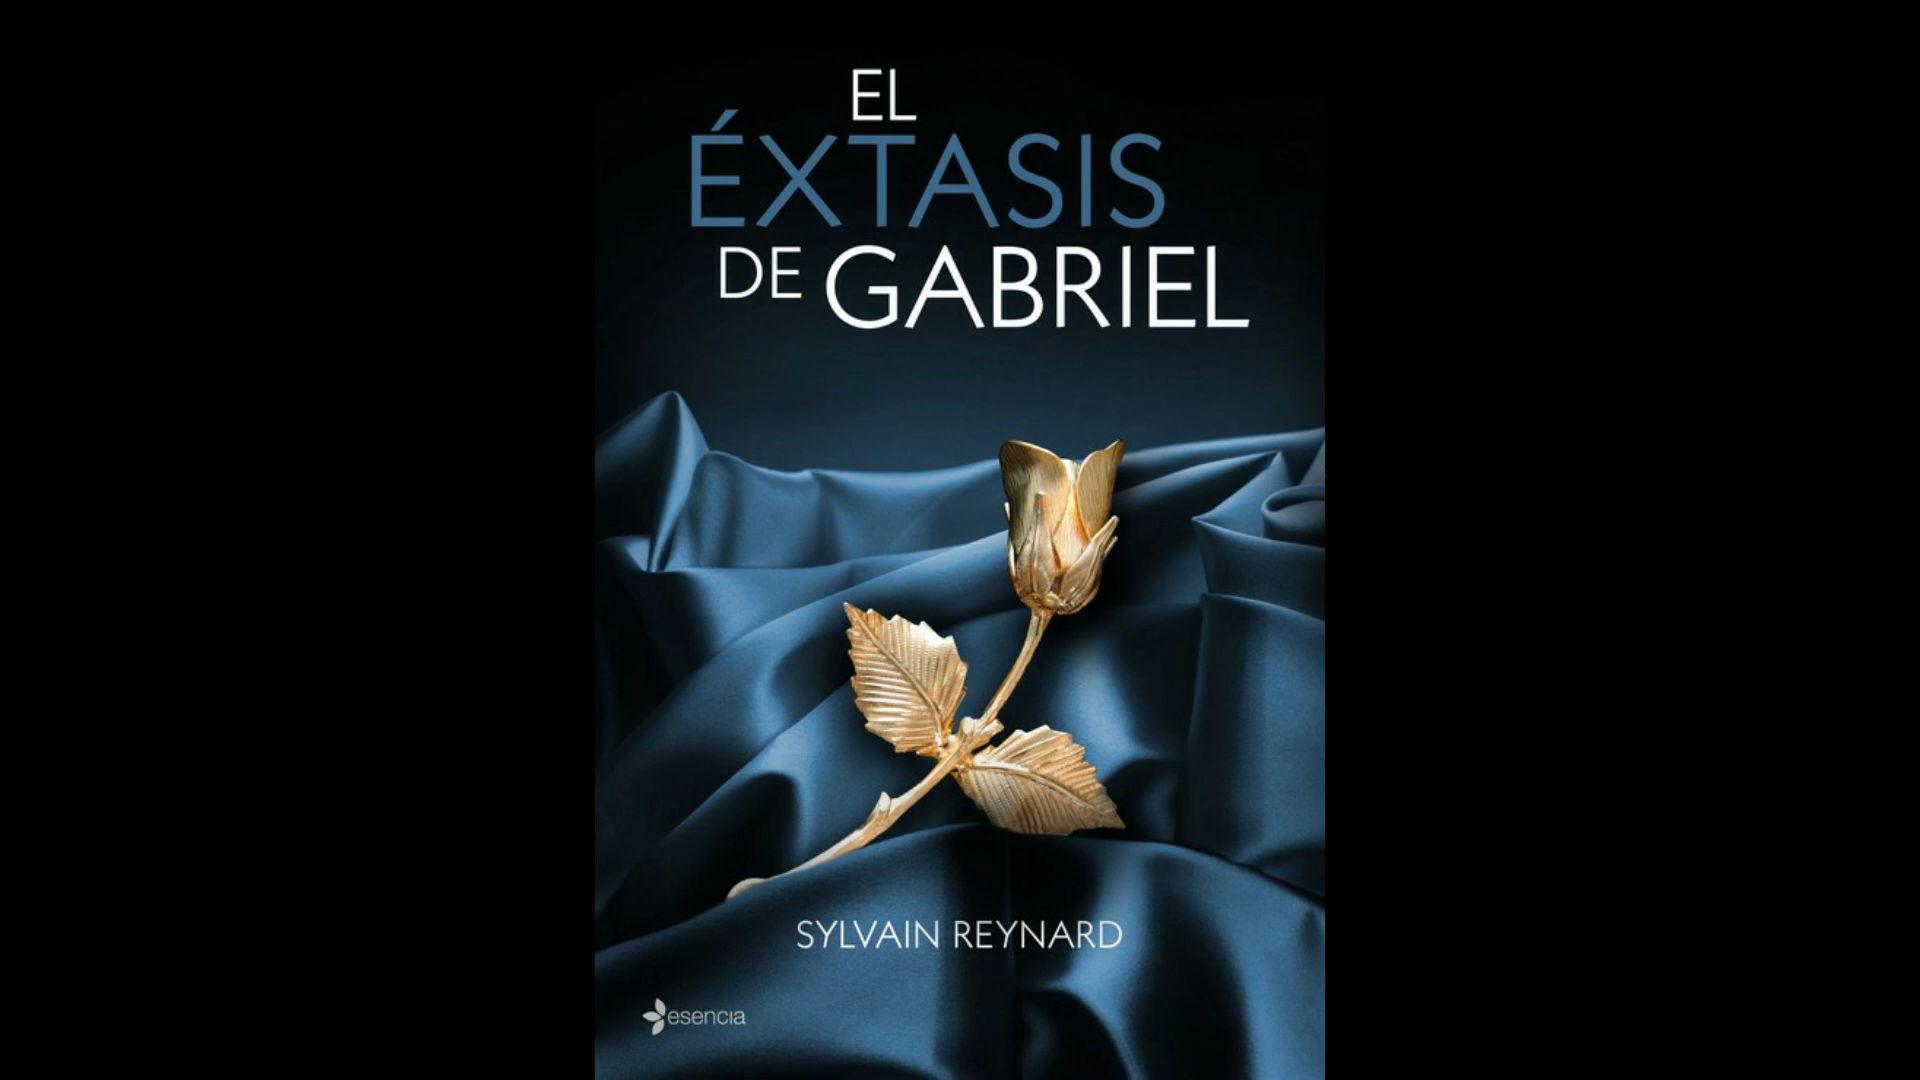 EL
ÉXTASIS
DE GABRIEL
SYLVAIN REYNARD
esencia